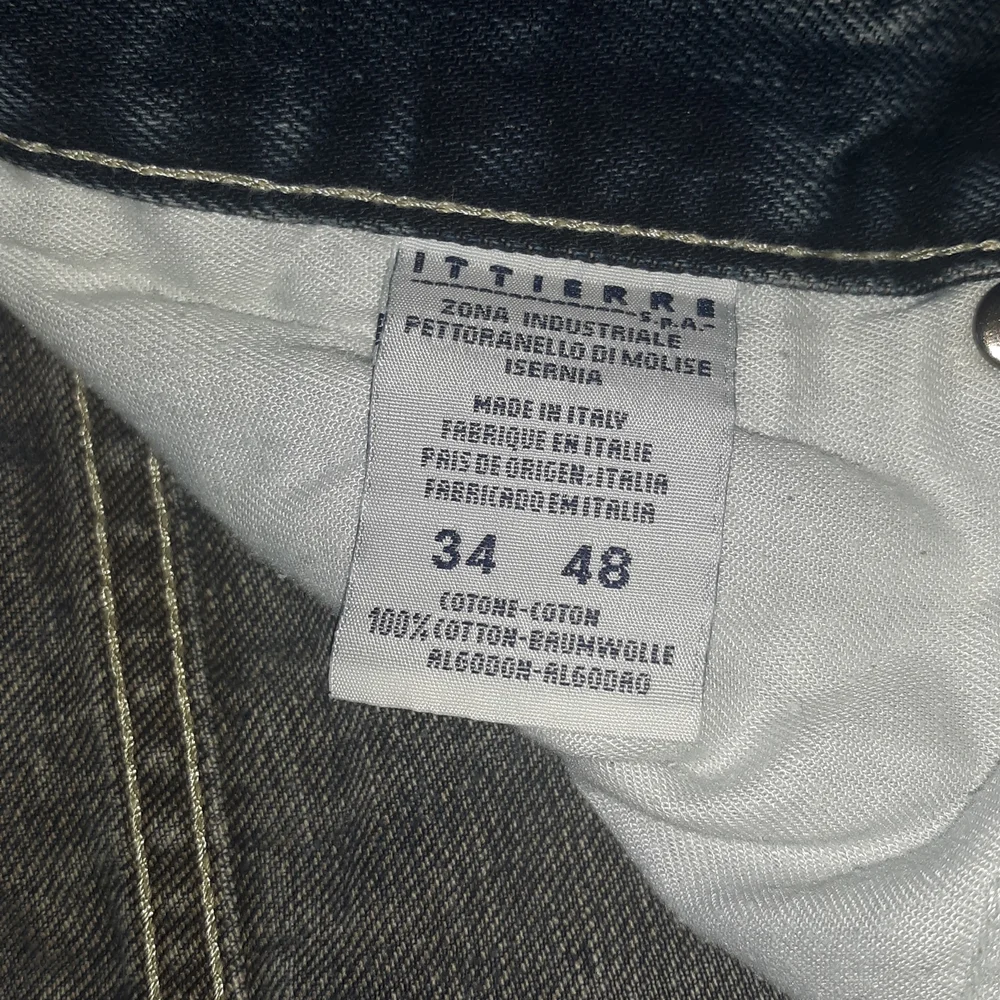 ITTIERRE
S.P.A.-
ZONA INDUSTRIALE
PETTORANELLO DI MOLISE
ISERNIA
MADE IN ITALY
FABRIQUE EN ITALIE
PAIS DE ORIGEN:ITALIA
FABRICADO EM ITALIA
34 48
COTONE-COTON
100% COTTON-BAUMWOLLE
ALGODON-ALGODAO